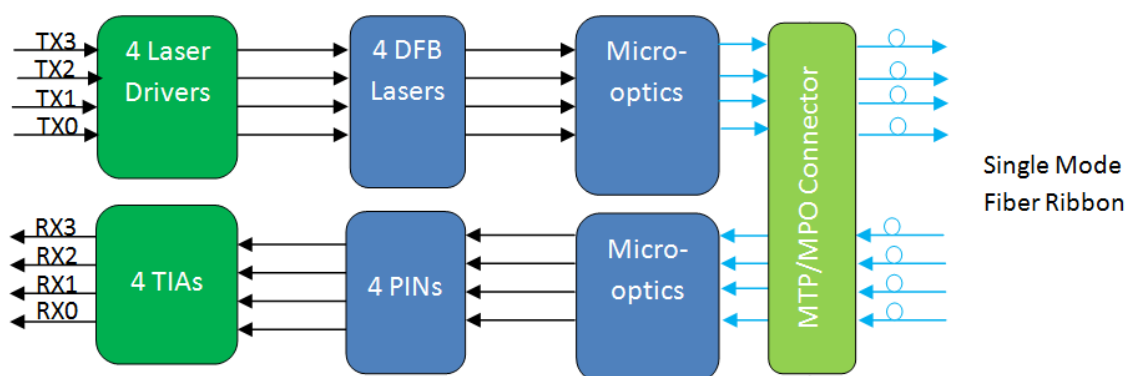 TX3
TX2
TX1
TX0
4 Laser
Drivers
4 DFB
Lasers
Micro-
optics
MTP/MPO Connector
Single Mode
Fiber Ribbon
RX3
RX2
RX1
RX0
4 TIAs
4 PINs
Micro-
optics